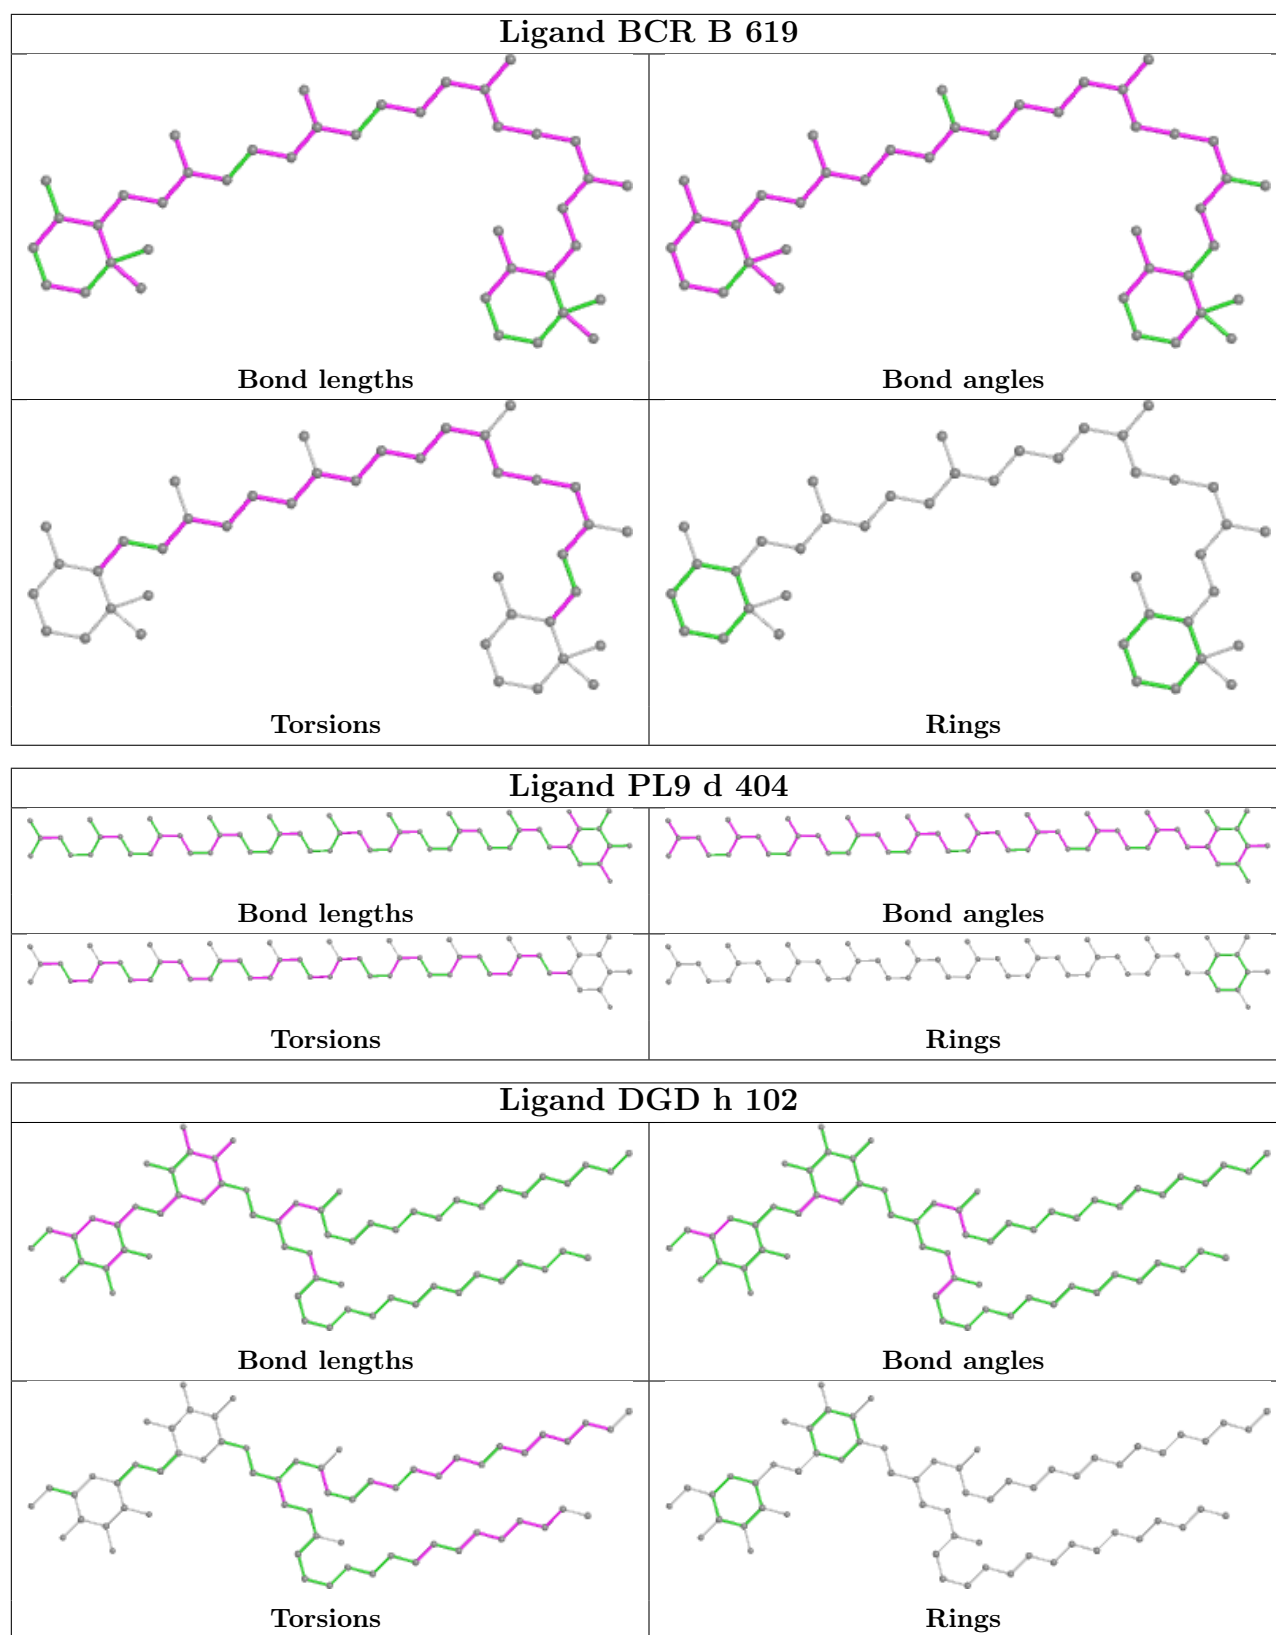 Ligand BCR B 619
Bond lengths
Bond angles
Torsions
Rings
Ligand PL9 d 404
Bond lengths
Bond angles
Torsions
Rings
Ligand DGD h 102
Bond lengths
Bond angles
Torsions
Rings